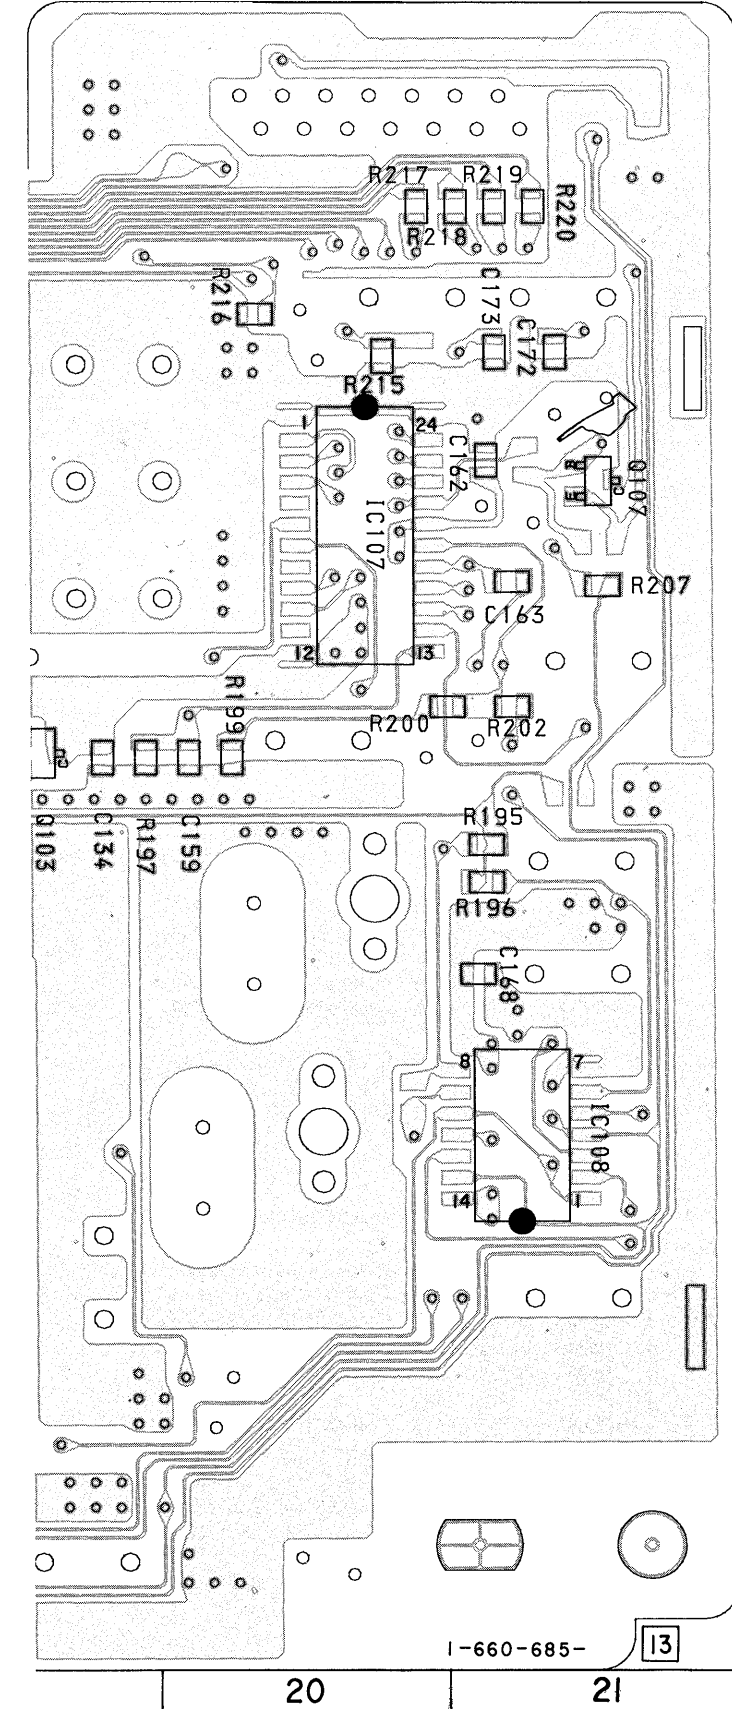 R217 R219
R218
R220
R216
C173
C172
R215
1 24
C162
B
E
C
Q107
IC107
R207
C163
12 13
R199
R200 R202
C
Q103
C134
R197
C159
R195
R196
C168
8 7
IC108
14 1
1-660-685-
13
20 21